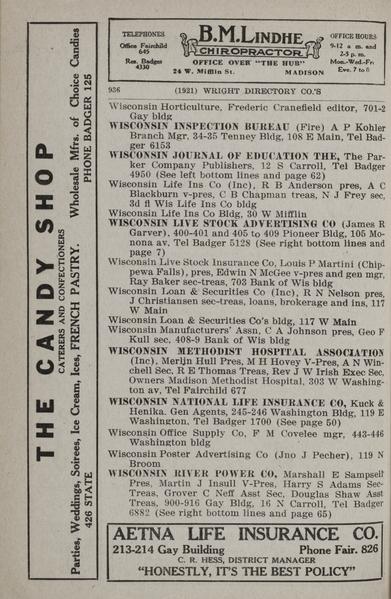 THE CANDY SHOP
CATERERS AND CONFECTIONERS
Parties, Weddings, Soirees, Ice Cream, Ices, FRENCH PASTRY. Wholesale Mfrs. of Choice Candies
426 STATE PHONE BADGER 125
TELEPHONES
Office Fairchild
645
Res. Badger
4330
B.M. LINDHE
CHIROPRACTOR
OFFICE OVER "THE HUB"
24 W. Mifflin St. MADISON
OFFICE HOURS
9-12 a m and
2-5 p m.
Mon.-Wed.-Fri.
Eve. 7 to 8
936 (1921) WRIGHT DIRECTORY CO.'S
Wisconsin Horticulture, Frederic Cranefield editor, 701-2
Gay bldg
WISCONSIN INSPECTION BUREAU (Fire) A P Kohler
Branch Mgr, 34-35 Tenney Bldg, 108 E Main, Tel Bad-
ger 6153
WISCONSIN JOURNAL OF EDUCATION THE, The Par-
ker Company Publishers, 12 S Carroll, Tel Badger
4950 (See left bottom lines and page 62)
Wisconsin Life Ins Co (Inc), R B Anderson pres, A C
Blackburn v-pres, C B Chapman treas, N J Frey sec,
3d fl Wis Life Ins Co bldg
Wisconsin Life Ins Co Bldg, 30 W Mifflin
WISCONSIN LIVE STOCK ADVERTISING CO (James R
Garver), 400-401 and 405 to 409 Pioneer Bldg, 105 Mo-
nona av. Tel Badger 5128 (See right bottom lines and
page 7)
Wisconsin Live Stock Insurance Co, Louis P Martini (Chip-
pewa Falls), pres, Edwin N McGee v-pres and gen mgr,
Ray Baker sec-treas, 703 Bank of Wis bldg
Wisconsin Loan & Securities Co (Inc), R N Nelson pres,
J Christiansen sec-treas, loans, brokerage and ins, 117
W Main
Wisconsin Loan & Securities Co's bldg, 117 W Main
Wisconsin Manufacturers' Assn, C A Johnson pres, Geo F
Kull sec, 408-9 Bank of Wis bldg
WISCONSIN METHODIST HOSPITAL ASSOCIATION
(Inc), Merlin Hull Pres, M H Hovey V-Pres, A N Win-
chell Sec, R E Thomas Treas, Rev J W Irish Exec Sec,
Owners Madison Methodist Hospital, 303 W Washing-
ton av, Tel Fairchild 677
WISCONSIN NATIONAL LIFE INSURANCE CO, Kuck &
Henika, Gen Agents, 245-246 Washington Bldg, 119 E
Washington, Tel Badger 1700 (See page 50)
Wisconsin Office Supply Co, F M Covelee mgr, 443-446
Washington bldg
Wisconsin Poster Advertising Co (Jno J Pecher), 119 N
Broom
WISCONSIN RIVER POWER CO, Marshall E Sampsell
Pres, Martin J Insull V-Pres, Harry S Adams Sec-
Treas, Grover C Neff Asst Sec, Douglas Shaw Asst
Treas, 900-916 Gay Bldg, 16 N Carroll, Tel Badger
6882 (See right bottom lines and page 65)
AETNA LIFE INSURANCE CO.
213-214 Gay Building Phone Fair. 826
C. R. HESS, DISTRICT MANAGER
"HONESTLY, IT'S THE BEST POLICY"